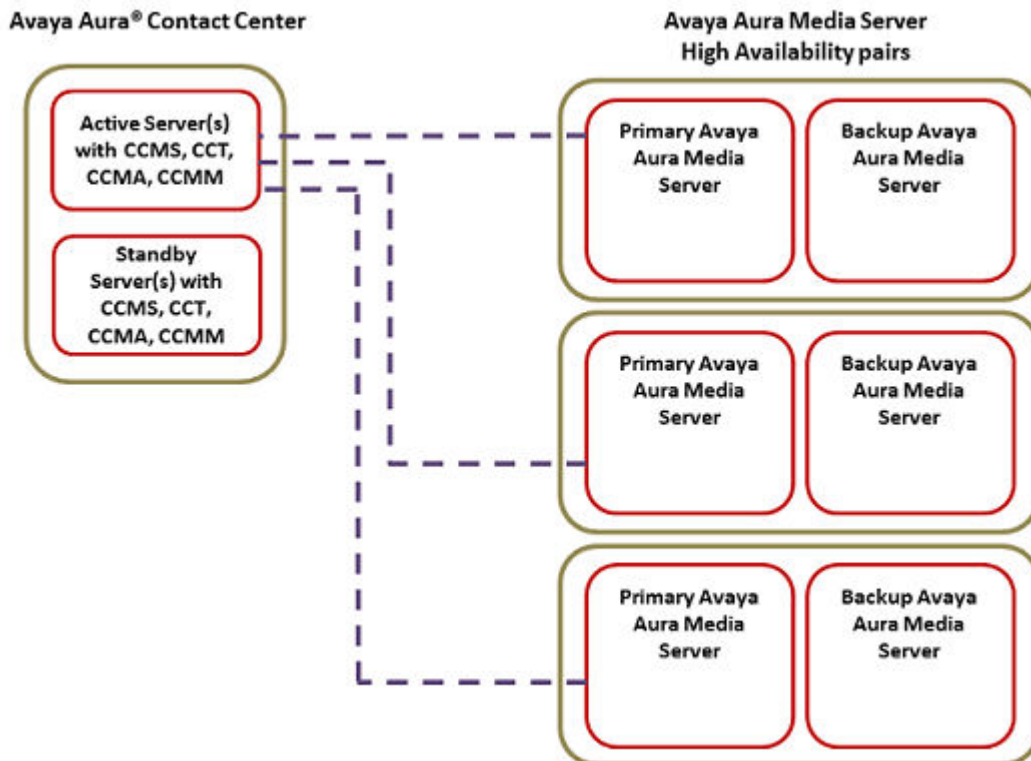 Avaya Aura® Contact Center
Active Server(s)
with CCMS, CCT,
CCMA, CCMM
Standby
Server(s) with
CCMS, CCT,
CCMA, CCMM
Avaya Aura Media Server
High Availability pairs
Primary Avaya
Aura Media
Server
Backup Avaya
Aura Media
Server
Primary Avaya
Aura Media
Server
Backup Avaya
Aura Media
Server
Primary Avaya
Aura Media
Server
Backup Avaya
Aura Media
Server